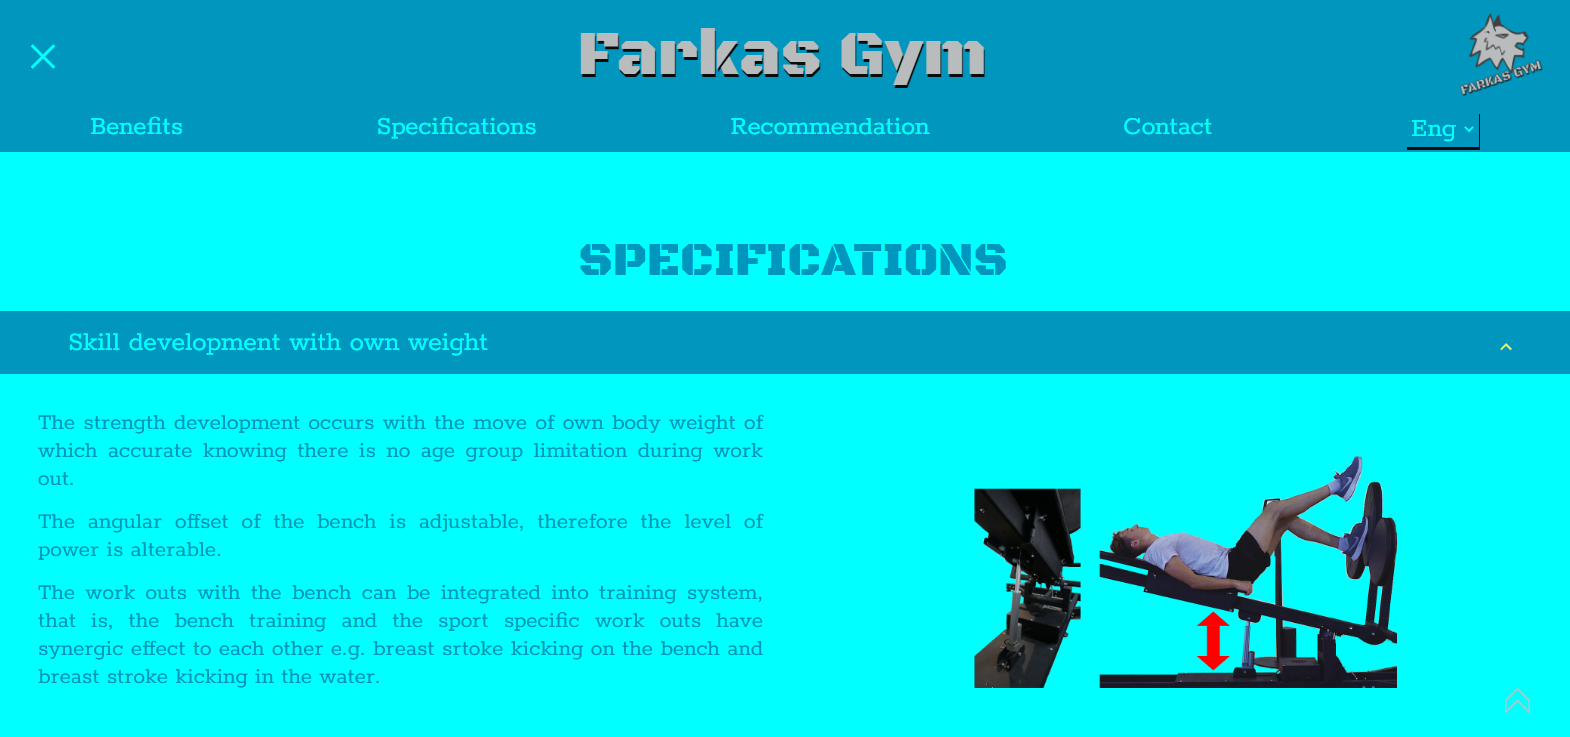 Farkas Gym
FARKAS GYM
Benefits
Specifications
Recommendation
Contact
Eng
SPECIFICATIONS
Skill development with own weight
The strength development occurs with the move of own body weight of
which accurate knowing there is no age group limitation during work
out.
The angular offset of the bench is adjustable, therefore the level of
power is alterable.
The work outs with the bench can be integrated into training system,
that is, the bench training and the sport specific work outs have
synergic effect to each other e.g. breast srtoke kicking on the bench and
breast stroke kicking in the water.